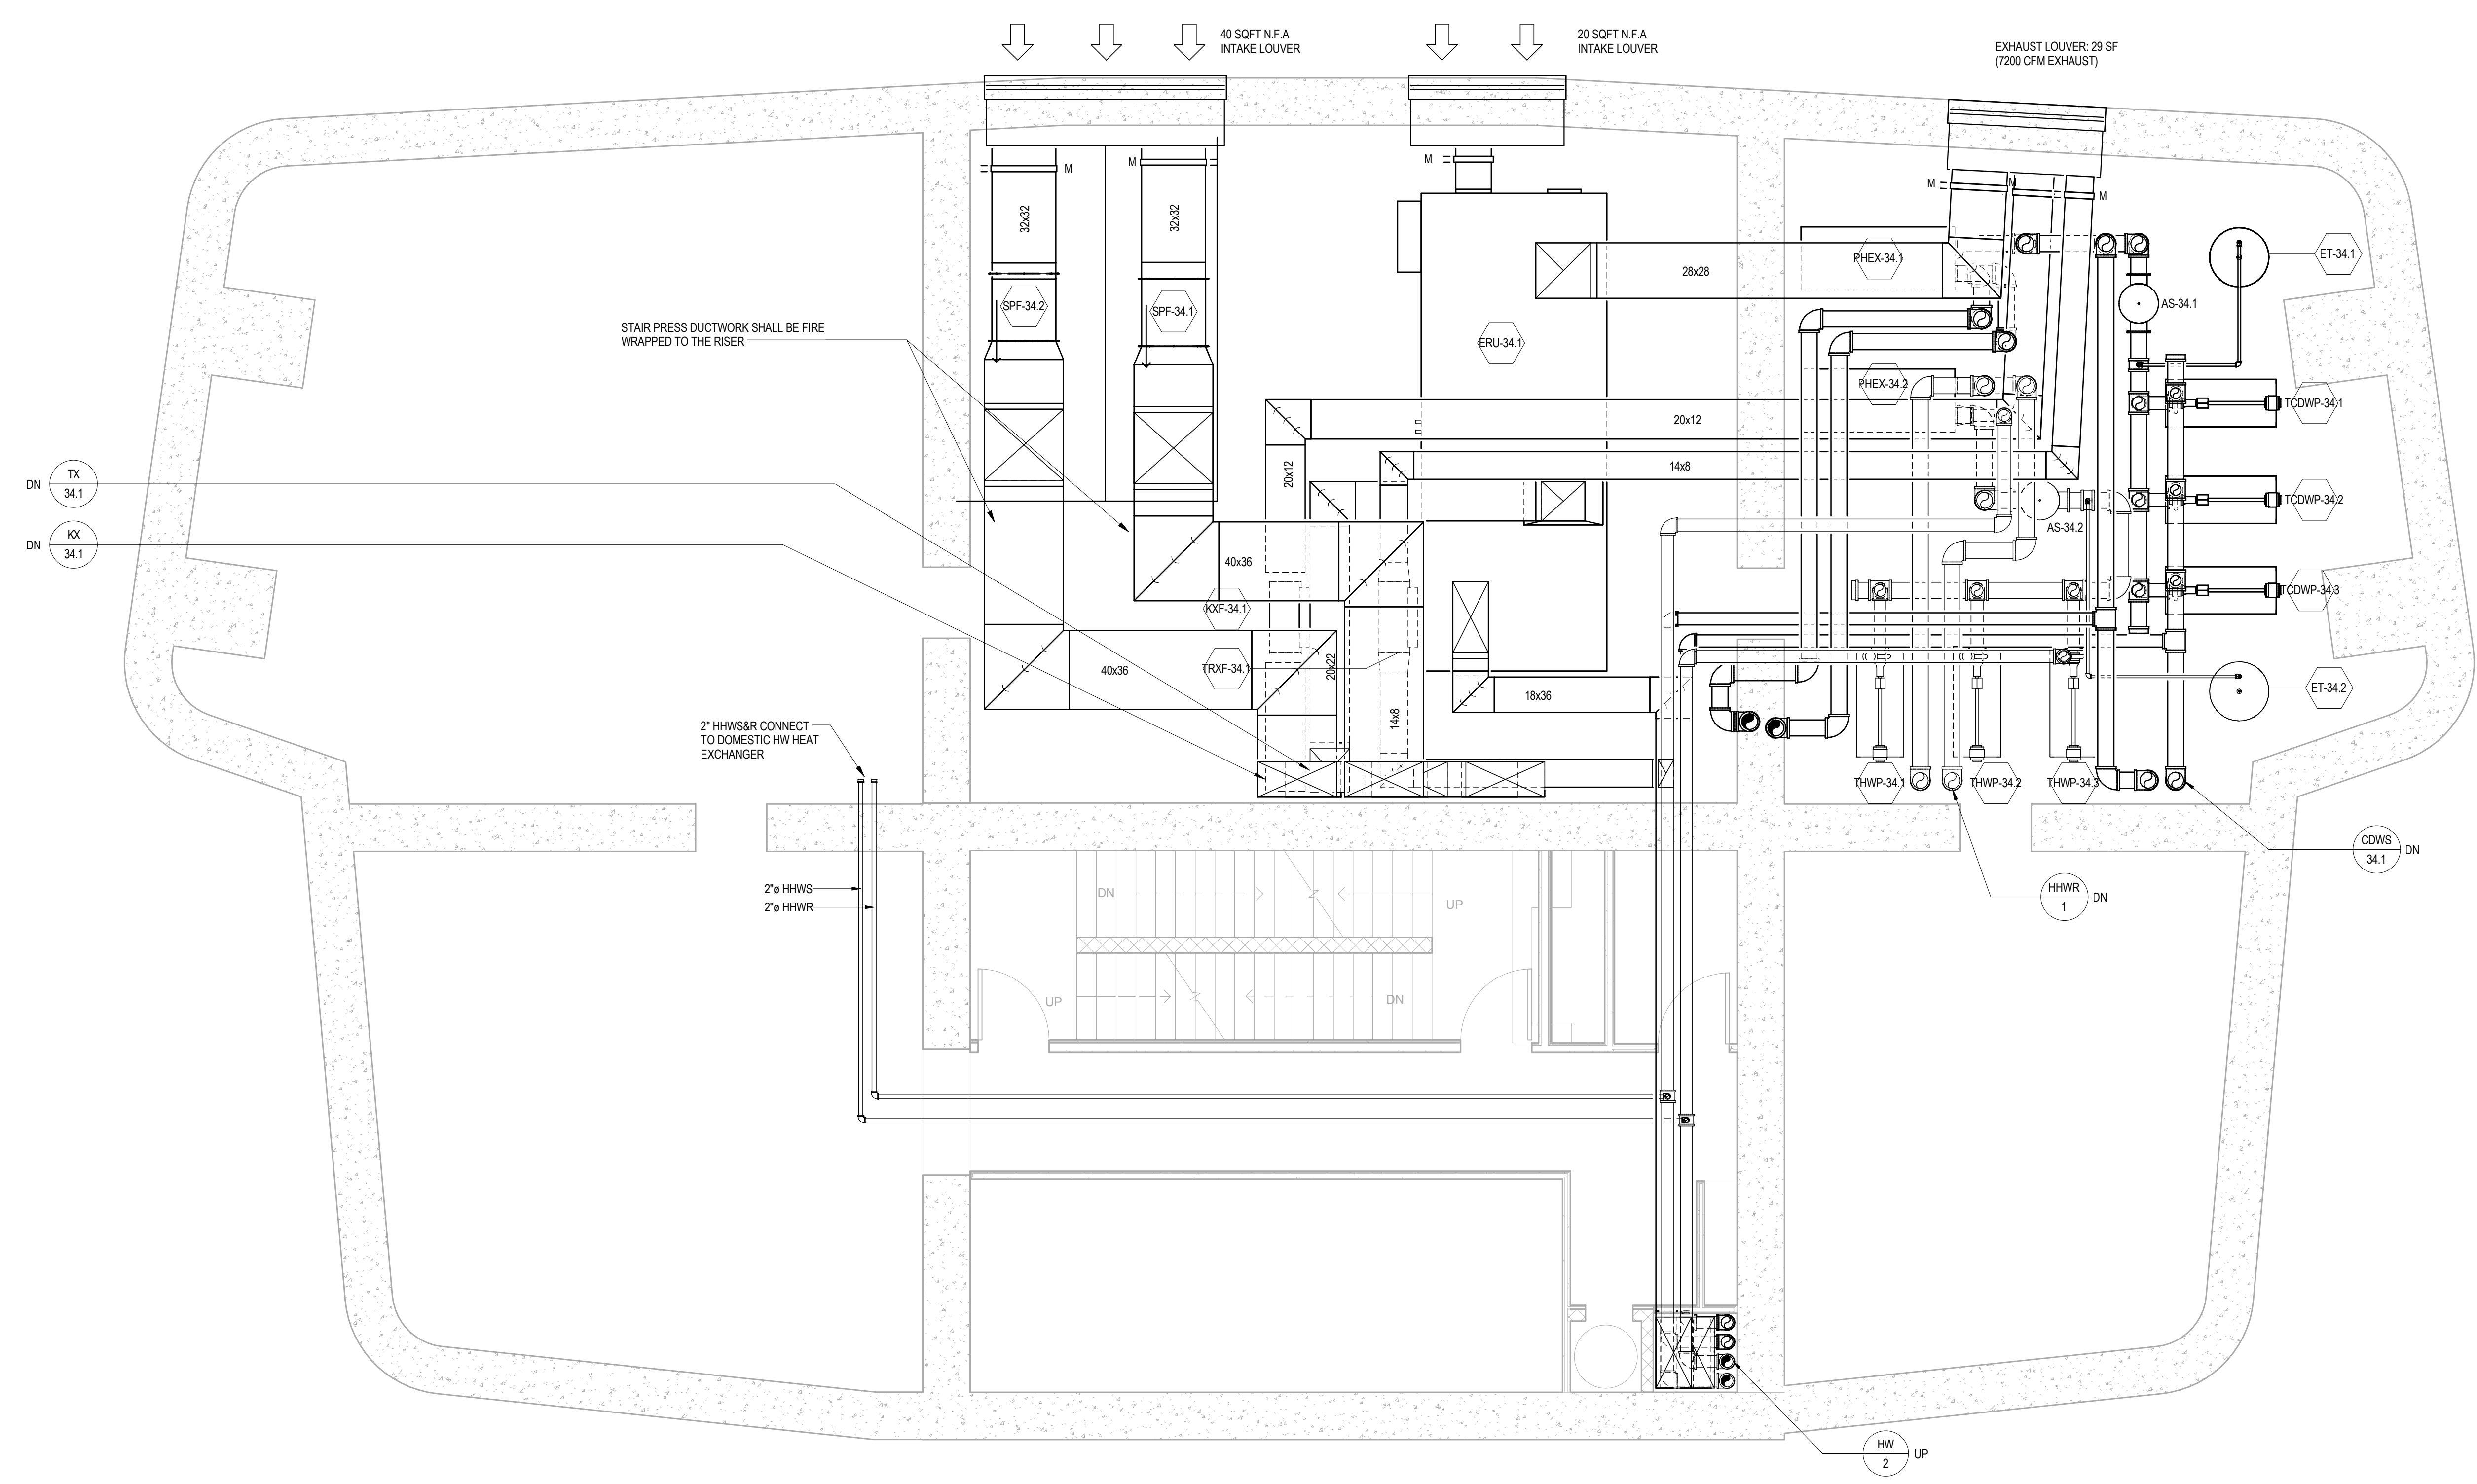 40 SQFT N.F.A
INTAKE LOUVER
20 SQFT N.F.A
INTAKE LOUVER
EXHAUST LOUVER: 29 SF
(7200 CFM EXHAUST)
M
M
M
M
M
M
32x32
32x32
SPF-34.2
SPF-34.1
ERU-34.1
28x28
PHEX-34.1
ET-34.1
AS-34.1
STAIR PRESS DUCTWORK SHALL BE FIRE
WRAPPED TO THE RISER
PHEX-34.2
TCDWP-34.1
20x12
20x12
14x8
DN
TX
34.1
TCDWP-34.2
AS-34.2
DN
KX
34.1
40x36
KXF-34.1
TCDWP-34.3
40x36
TRXF-34.1
20x22
14x8
18x36
ET-34.2
2" HHWS&R CONNECT
TO DOMESTIC HW HEAT
EXCHANGER
THWP-34.1
THWP-34.2
THWP-34.3
CDWS
34.1
DN
2"ø HHWS
2"ø HHWR
DN
UP
HHWR
1
DN
UP
DN
HW
2
UP